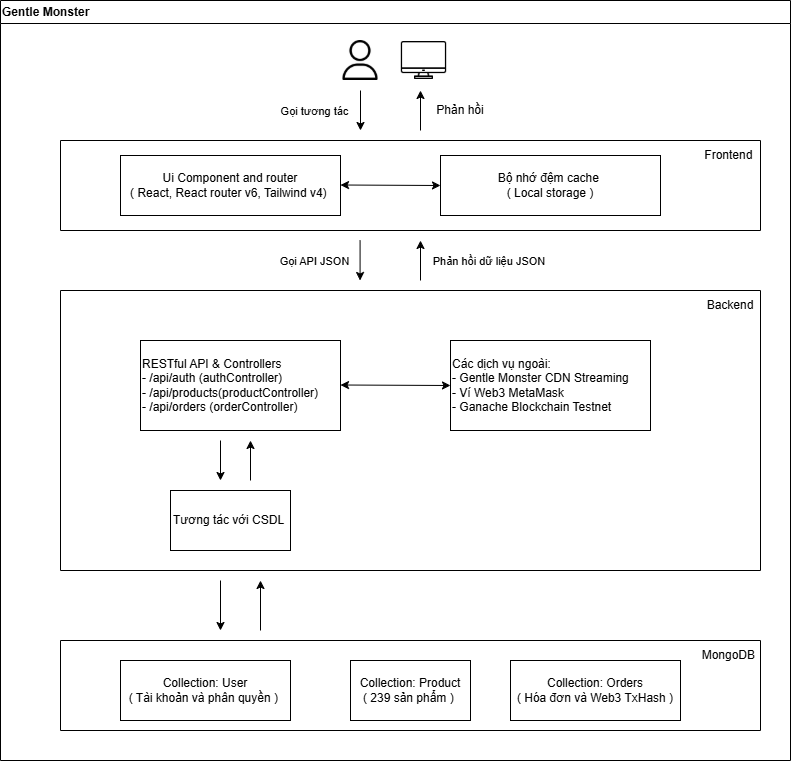 Gentle Monster
Gọi tương tác
Phản hồi
Frontend
Ui Component and router
( React, React router v6, Tailwind v4)
Bộ nhớ đệm cache
( Local storage )
Gọi API JSON
Phản hồi dữ liệu JSON
Backend
RESTful API & Controllers
- /api/auth (authController)
- /api/products(productController)
- /api/orders (orderController)
Các dịch vụ ngoài:
- Gentle Monster CDN Streaming
- Ví Web3 MetaMask
- Ganache Blockchain Testnet
Tương tác với CSDL
MongoDB
Collection: User
( Tài khoản và phân quyền )
Collection: Product
( 239 sản phẩm )
Collection: Orders
( Hóa đơn và Web3 TxHash )